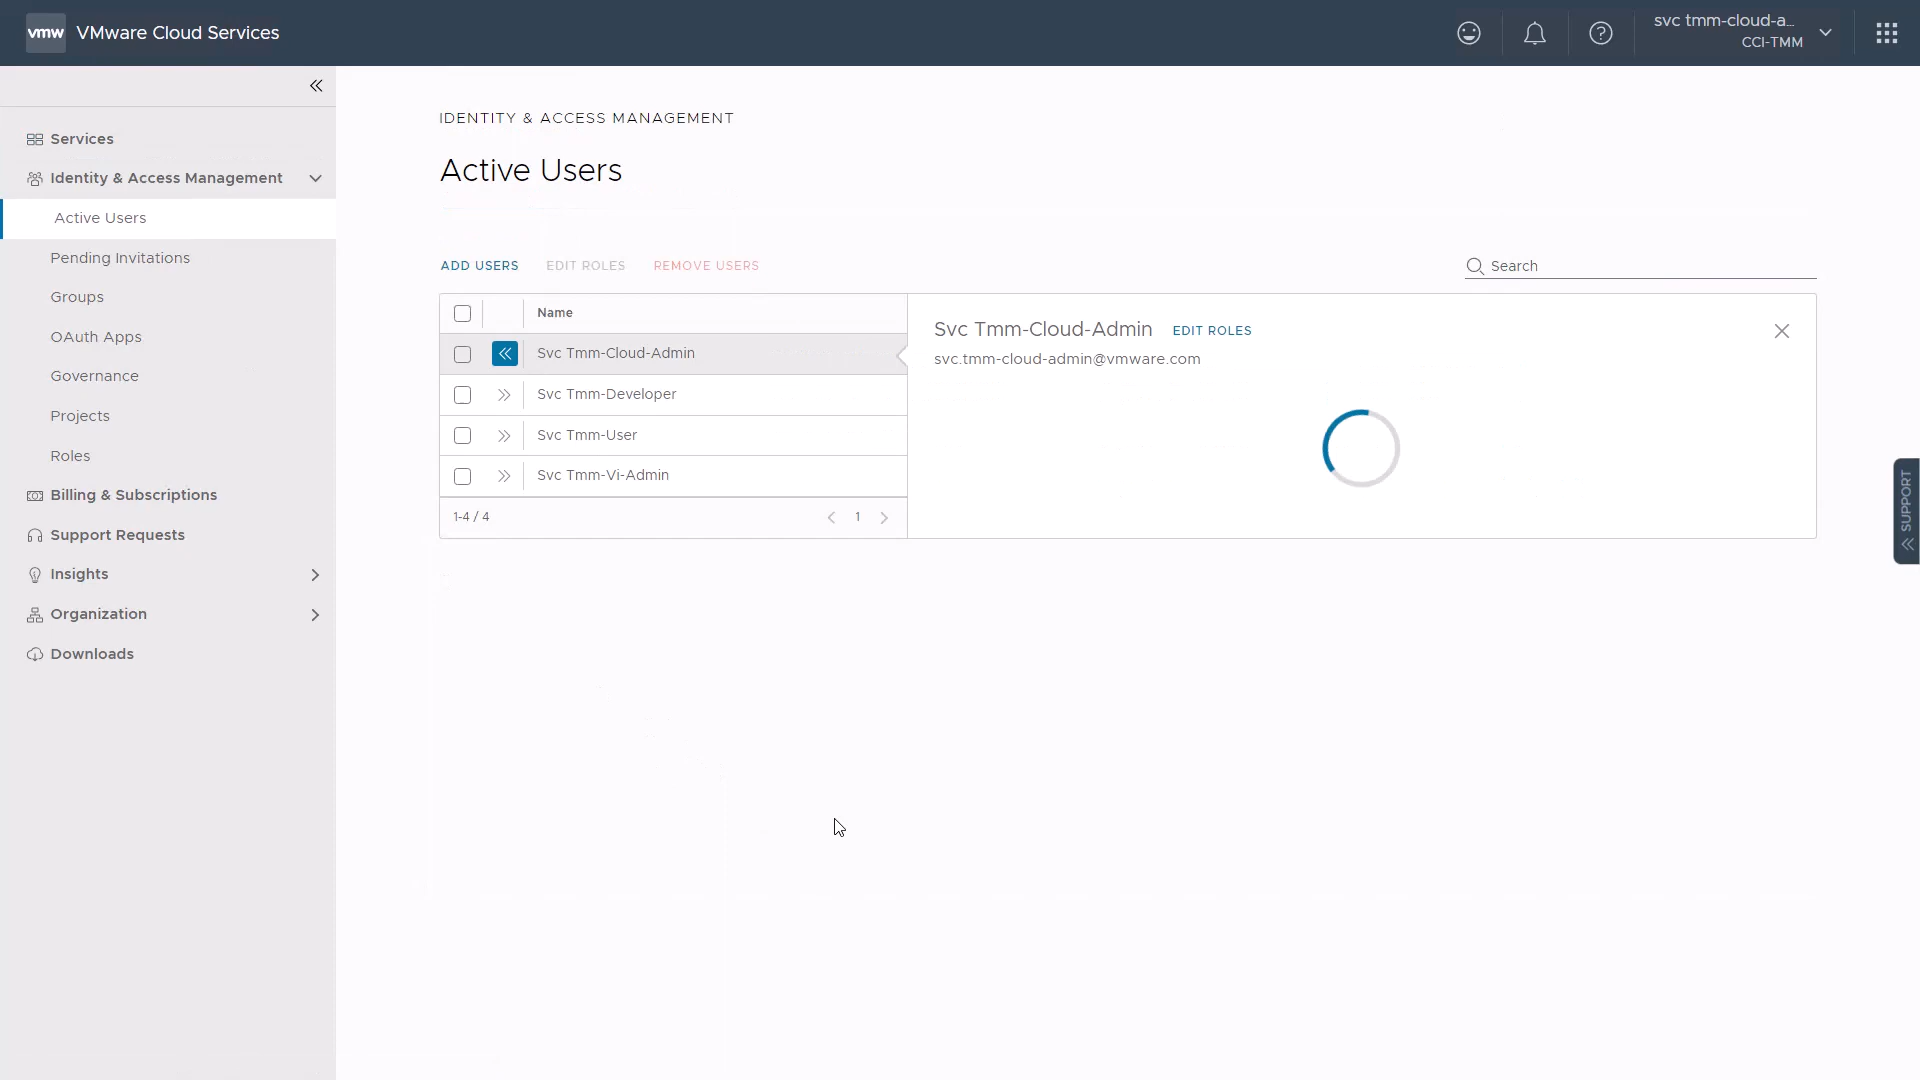 vmw VMware Cloud Services
svc tmm-cloud-a...
CCI-TMM
Services
Identity & Access Management
Active Users
Pending Invitations
Groups
OAuth Apps
Governance
Projects
Roles
Billing & Subscriptions
Support Requests
Insights
Organization
Downloads
IDENTITY & ACCESS MANAGEMENT
Active Users
ADD USERS EDIT ROLES REMOVE USERS
Search
Name
Svc Tmm-Cloud-Admin
Svc Tmm-Developer
Svc Tmm-User
Svc Tmm-Vi-Admin
1-4 / 4
1
Svc Tmm-Cloud-Admin EDIT ROLES
svc.tmm-cloud-admin@vmware.com
SUPPORT